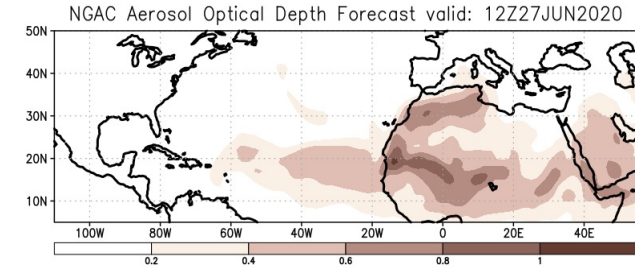 NGAC Aerosol Optical Depth Forecast valid: 12Z27JUN2020
50N
40N
30N
20N
10N
100W 80W 60W 40W 20W 0 20E 40E
0.2 0.4 0.6 0.8 1